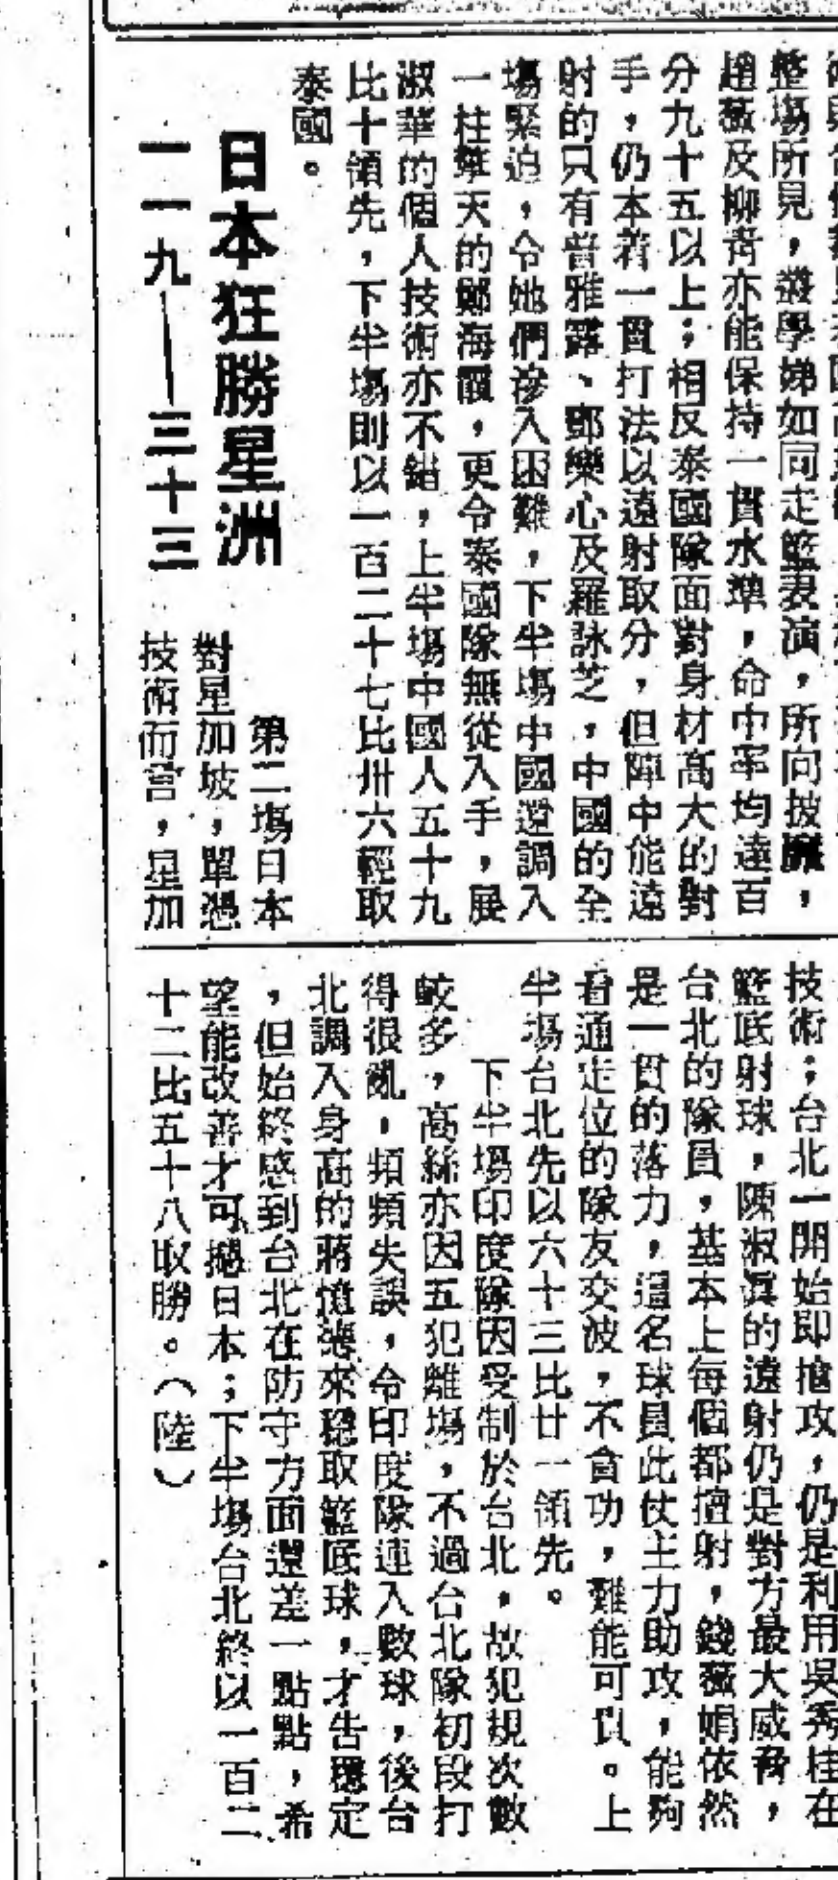 整場所見，叢學娣如同走籃表演，所向披靡，
趙薇及柳青亦能保持一貫水準，命中率均達百
分九十五以上；相反泰國隊面對身材高大的對
手，仍本着一貫打法以遠射取分，但陣中能遠
射的只有普雅露、鄧樂心及羅詠芝，中國的全
場緊迫，令她們滲入困難，下半場中國還調入
一柱擎天的鄭海霞，更令泰國隊無從入手，展
淑華的個人技術亦不錯，上半場中國人五十九
比十領先，下半場則以一百二十七比卅六輕取
泰國。
日本狂勝星洲
一一九—三十三
第二場日本
對星加坡，單憑
技術而言，星加
技術；台北一開始即搶攻，仍是利用吳秀桂在
籃底射球，陳淑真的遠射仍是對方最大威脅，
台北的隊員，基本上每個都擅射，錢薇娟依然
是一貫的落力，這名球員此仗主力助攻，能夠
看通走位的隊友交波，不貪功，難能可貝。上
半場台北先以六十三比廿一領先。
下半場印度隊因受制於台北，故犯規次數
較多，高絲亦因五犯離場，不過台北隊初段打
得很亂，頻頻失誤，令印度隊連入數球，後台
北調入身高的蔣憶德來穩取籃底球，才告穩定
，但始終感到台北在防守方面還差一點點，希
望能改善才可挹日本；下半場台北終以一百二
十二比五十八取勝。（陸）